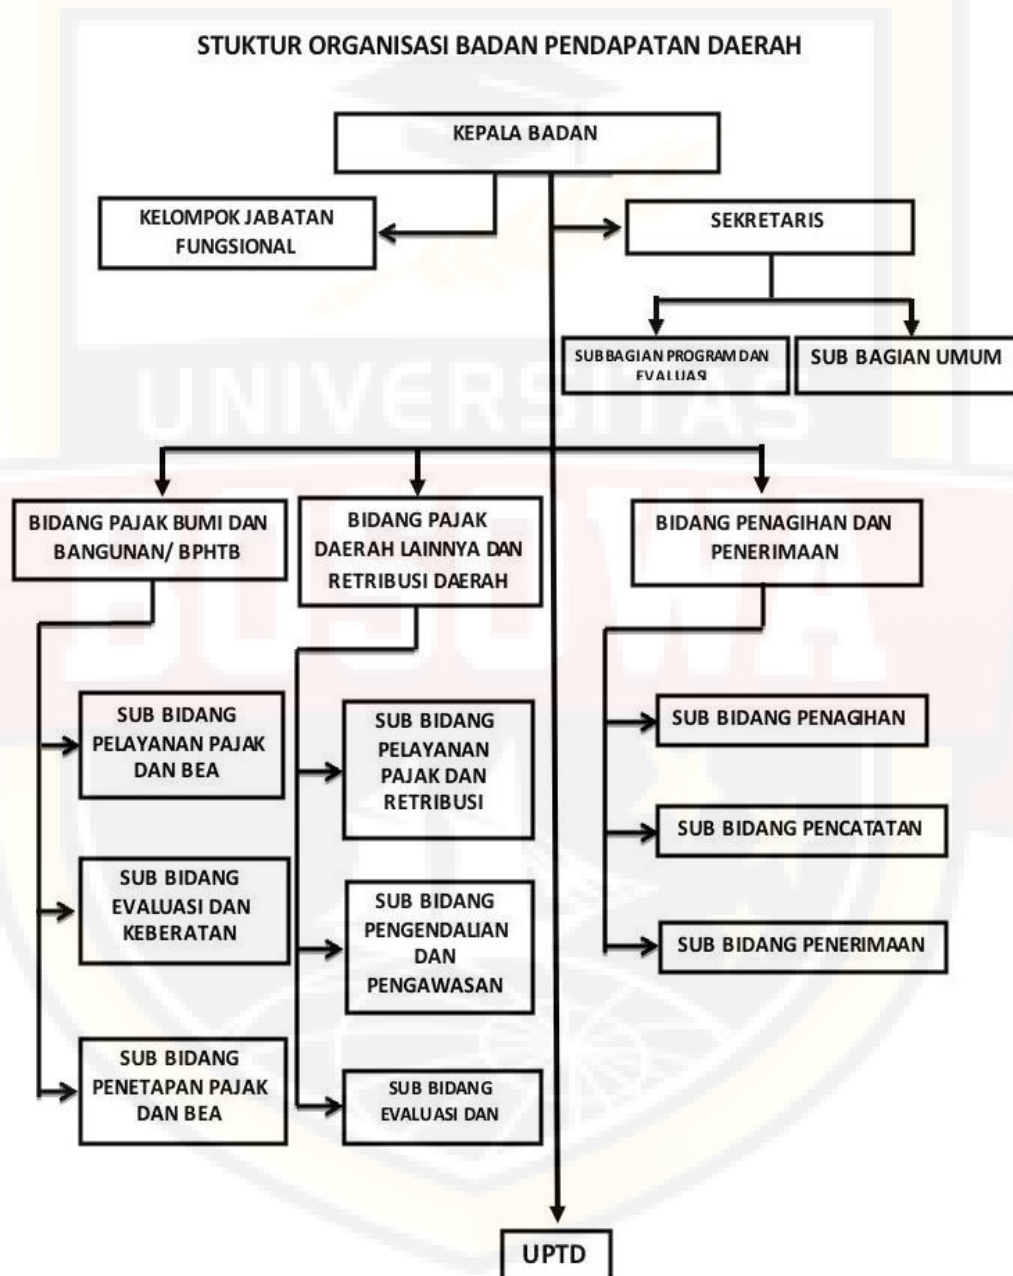 STUKTUR ORGANISASI BADAN PENDAPATAN DAERAH
KEPALA BADAN
KELOMPOK JABATAN
FUNGSIONAL
SEKRETARIS
SUB BAGIAN PROGRAM DAN
EVALUASI
SUB BAGIAN UMUM
UNIVERSITAS
BOSOWA
BIDANG PAJAK BUMI DAN
BANGUNAN/ BPHTB
BIDANG PAJAK
DAERAH LAINNYA DAN
RETRIBUSI DAERAH
BIDANG PENAGIHAN DAN
PENERIMAAN
SUB BIDANG
PELAYANAN PAJAK
DAN BEA
SUB BIDANG
EVALUASI DAN
KEBERATAN
SUB BIDANG
PENETAPAN PAJAK
DAN BEA
SUB BIDANG
PELAYANAN
PAJAK DAN
RETRIBUSI
SUB BIDANG
PENGENDALIAN
DAN
PENGAWASAN
SUB BIDANG
EVALUASI DAN
SUB BIDANG PENAGIHAN
SUB BIDANG PENCATATAN
SUB BIDANG PENERIMAAN
UPTD